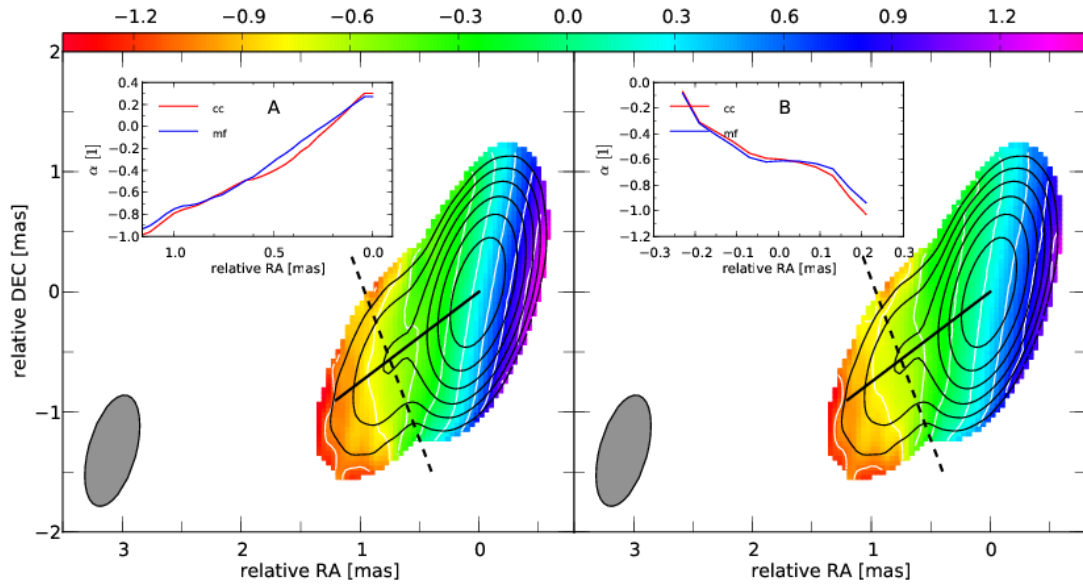 −1.2 −0.9 −0.6 −0.3 0.0 0.3 0.6 0.9 1.2
2
1
0
−1
−2
relative DEC [mas]
0.4
0.2
0.0
−0.2
−0.4
−0.6
−0.8
−1.0
α [1]
cc
mf
A
1.0 0.5 0.0
relative RA [mas]
0.0
−0.2
−0.4
−0.6
−0.8
−1.0
−1.2
α [1]
cc
mf
B
−0.3 −0.2 −0.1 0.0 0.1 0.2 0.3
relative RA [mas]
3 2 1 0
relative RA [mas]
3 2 1 0
relative RA [mas]